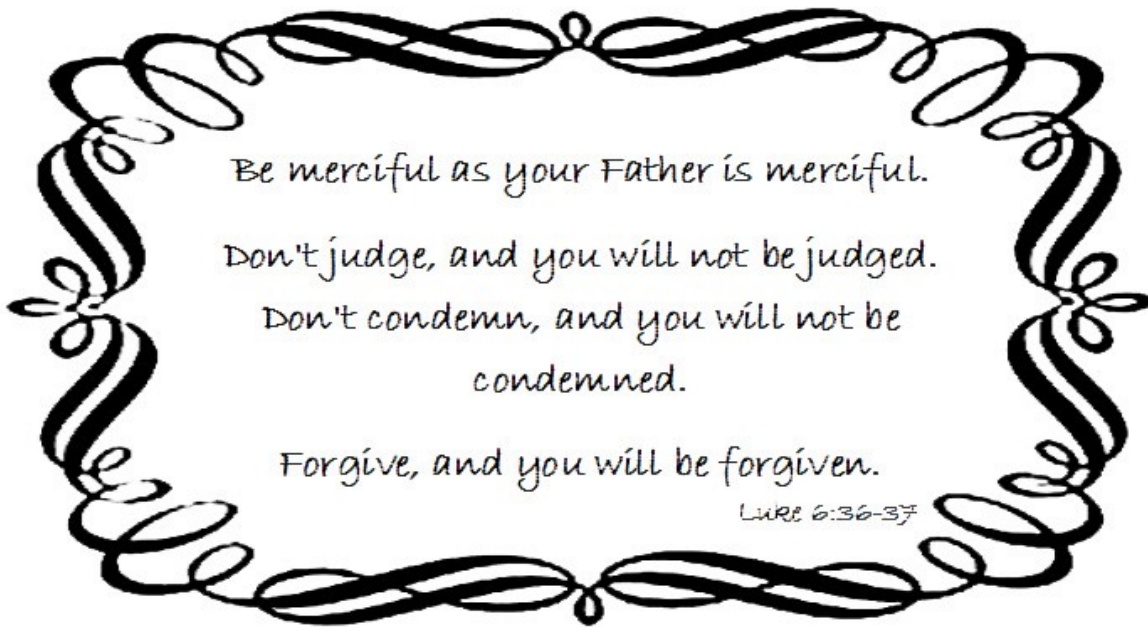 Be merciful as your Father is merciful.
Don't judge, and you will not be judged.
Don't condemn, and you will not be
condemned.
Forgive, and you will be forgiven.
Luke 6:36-37